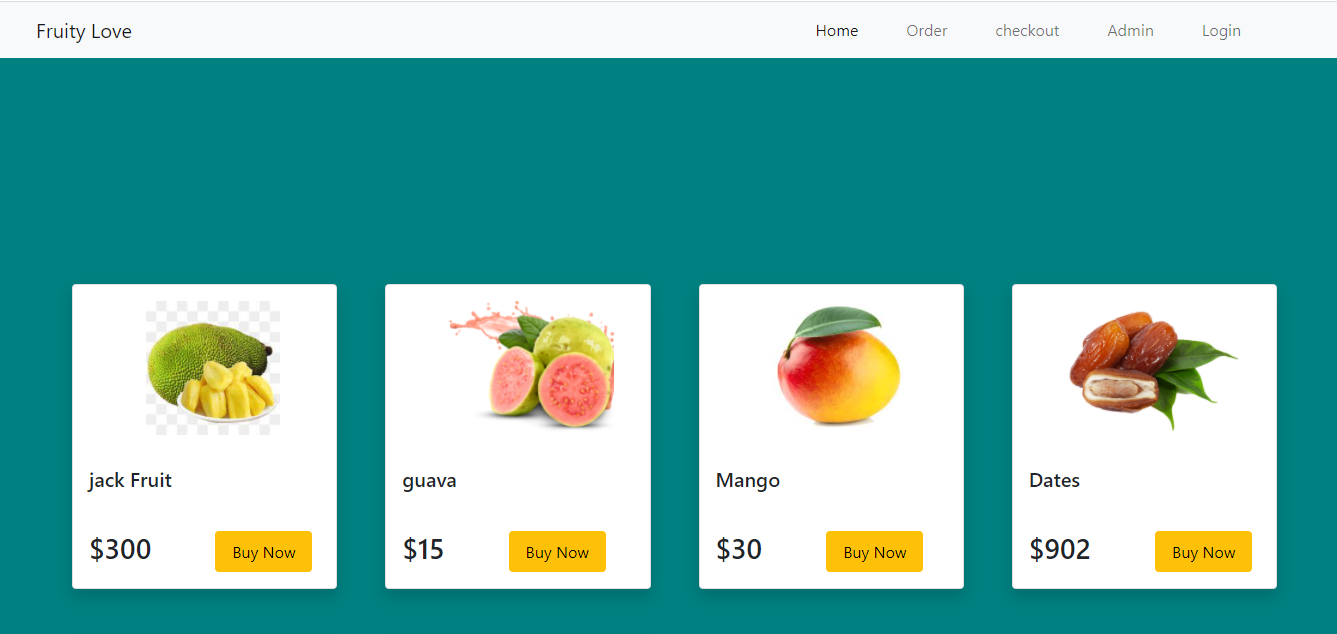 Fruity Love
Home Order checkout Admin Login
jack Fruit guava Mango Dates
$300 Buy Now $15 Buy Now $30 Buy Now $902 Buy Now